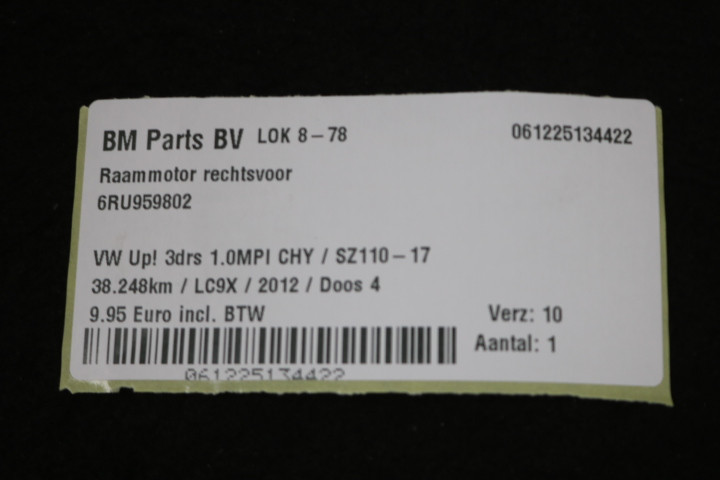 BM Parts BV LOK 8-78 061225134422
Raammotor rechtsvoor
6RU959802
VW Up! 3drs 1.0MPI CHY / SZ110-17
38.248km / LC9X / 2012 / Doos 4
9.95 Euro incl. BTW Verz: 10
Aantal: 1
061225134422